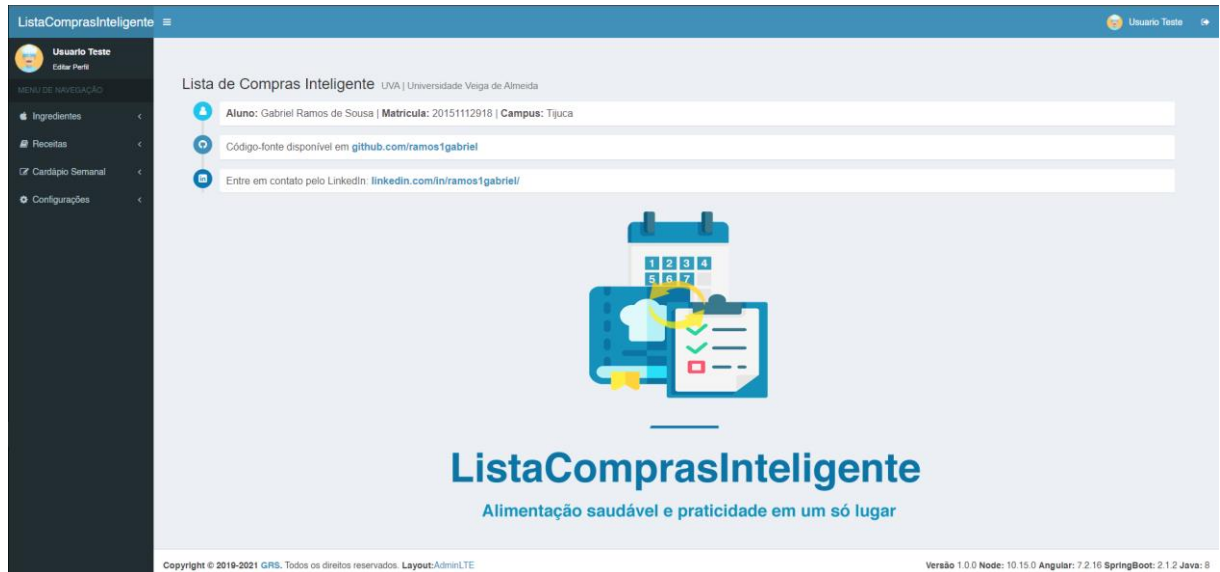 ListaComprasInteligente
Usuario Teste
Usuario Teste
Editar Perfil
MENU DE NAVEGAÇÃO
Ingredientes
Receitas
Cardápio Semanal
Configurações
Lista de Compras Inteligente UVA | Universidade Veiga de Almeida
Aluno: Gabriel Ramos de Sousa | Matricula: 20151112918 | Campus: Tijuca
Código-fonte disponível em github.com/ramos1gabriel
Entre em contato pelo LinkedIn: linkedin.com/in/ramos1gabriel/
1 2 3 4
5 6 7
ListaComprasInteligente
Alimentação saudável e praticidade em um só lugar
Copyright © 2019-2021 GRS. Todos os direitos reservados. Layout:AdminLTE
Versão 1.0.0 Node: 10.15.0 Angular: 7.2.16 SpringBoot: 2.1.2 Java: 8